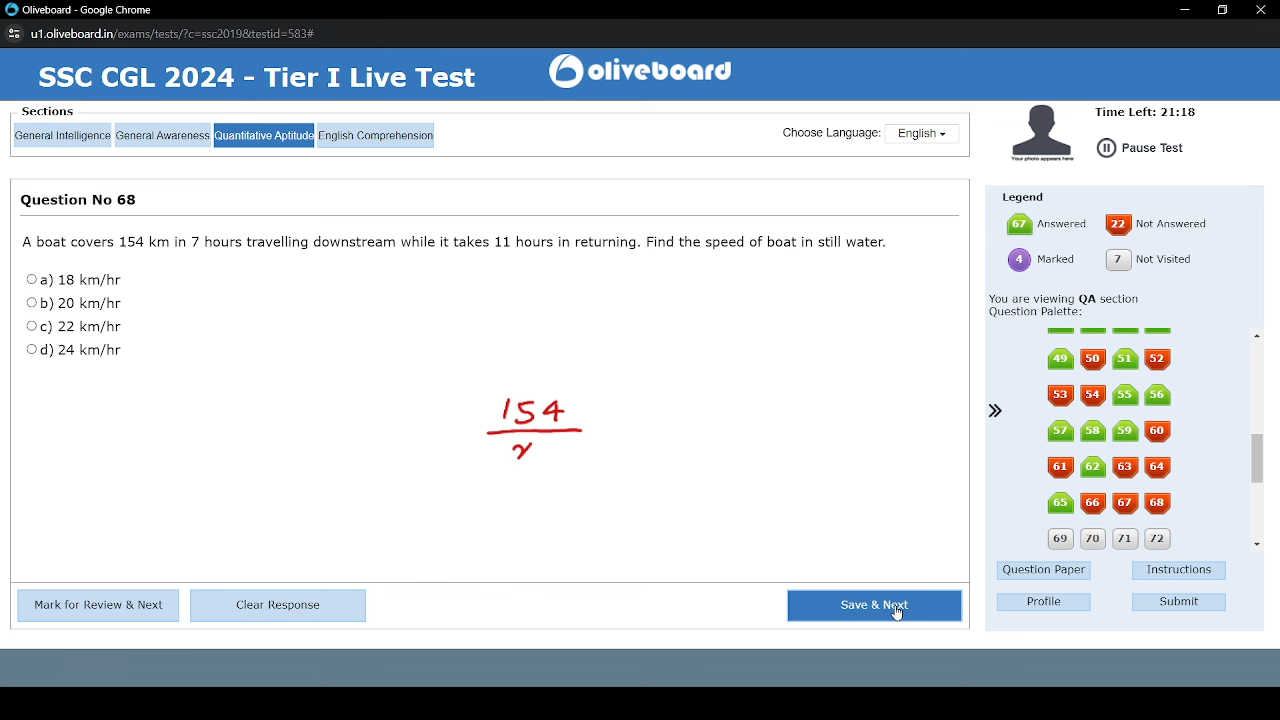 Oliveboard - Google Chrome
u1.oliveboard.in/exams/tests/?c=ssc2019&testid=583#
SSC CGL 2024 - Tier I Live Test
oliveboard
Sections
General Intelligence General Awareness Quantitative Aptitude English Comprehension
Choose Language: English
Your photo appears here
Time Left: 21:18
Pause Test
Question No 68
A boat covers 154 km in 7 hours travelling downstream while it takes 11 hours in returning. Find the speed of boat in still water.
a) 18 km/hr
b) 20 km/hr
c) 22 km/hr
d) 24 km/hr
154
Mark for Review & Next
Clear Response
Save & Next
Legend
67 Answered 22 Not Answered
4 Marked 7 Not Visited
You are viewing QA section
Question Palette:
49 50 51 52
53 54 55 56
57 58 59 60
61 62 63 64
65 66 67 68
69 70 71 72
Question Paper Instructions
Profile Submit